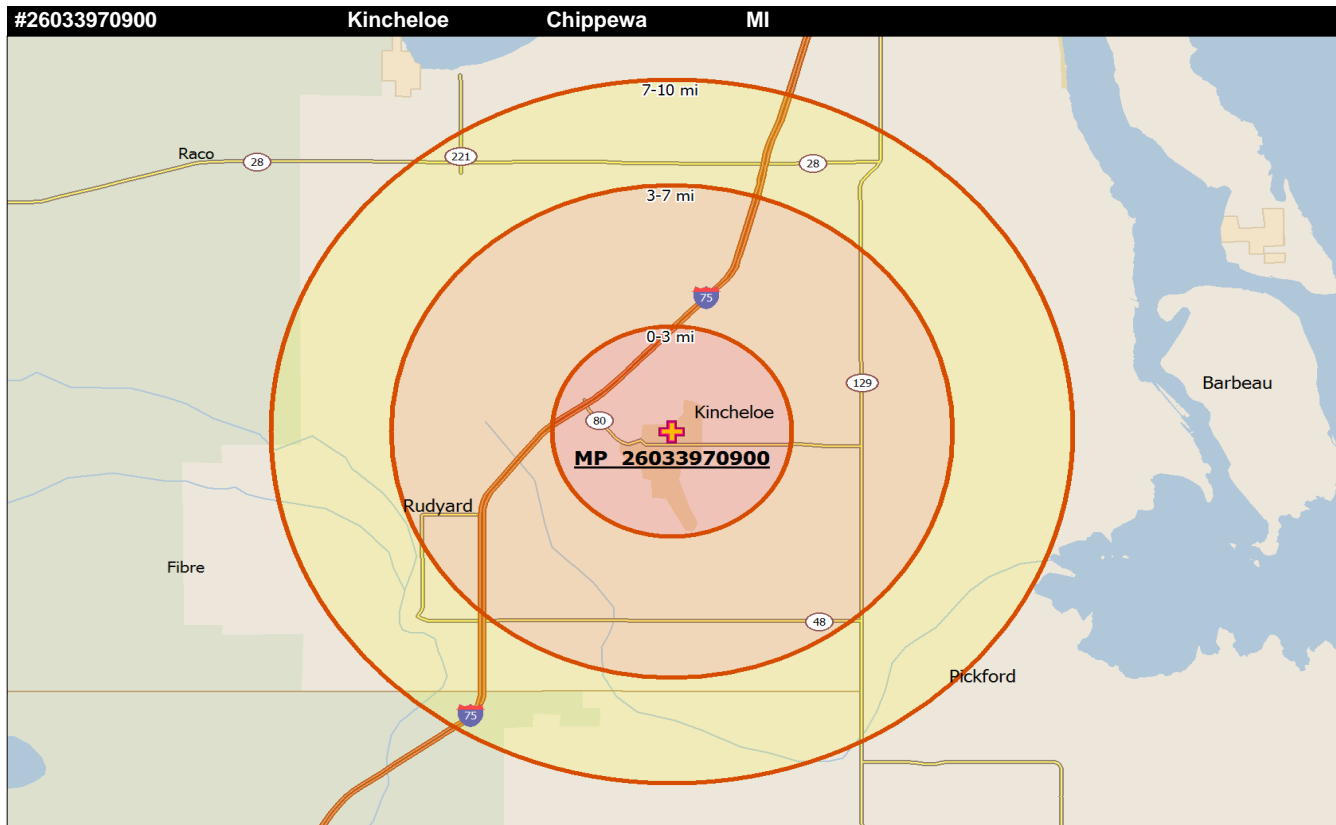 #26033970900 Kincheloe Chippewa MI
7-10 mi
Raco
28
221
28
3-7 mi
75
0-3 mi
129
Barbeau
Kincheloe
80
MP 26033970900
Rudyard
Fibre
48
Pickford
75